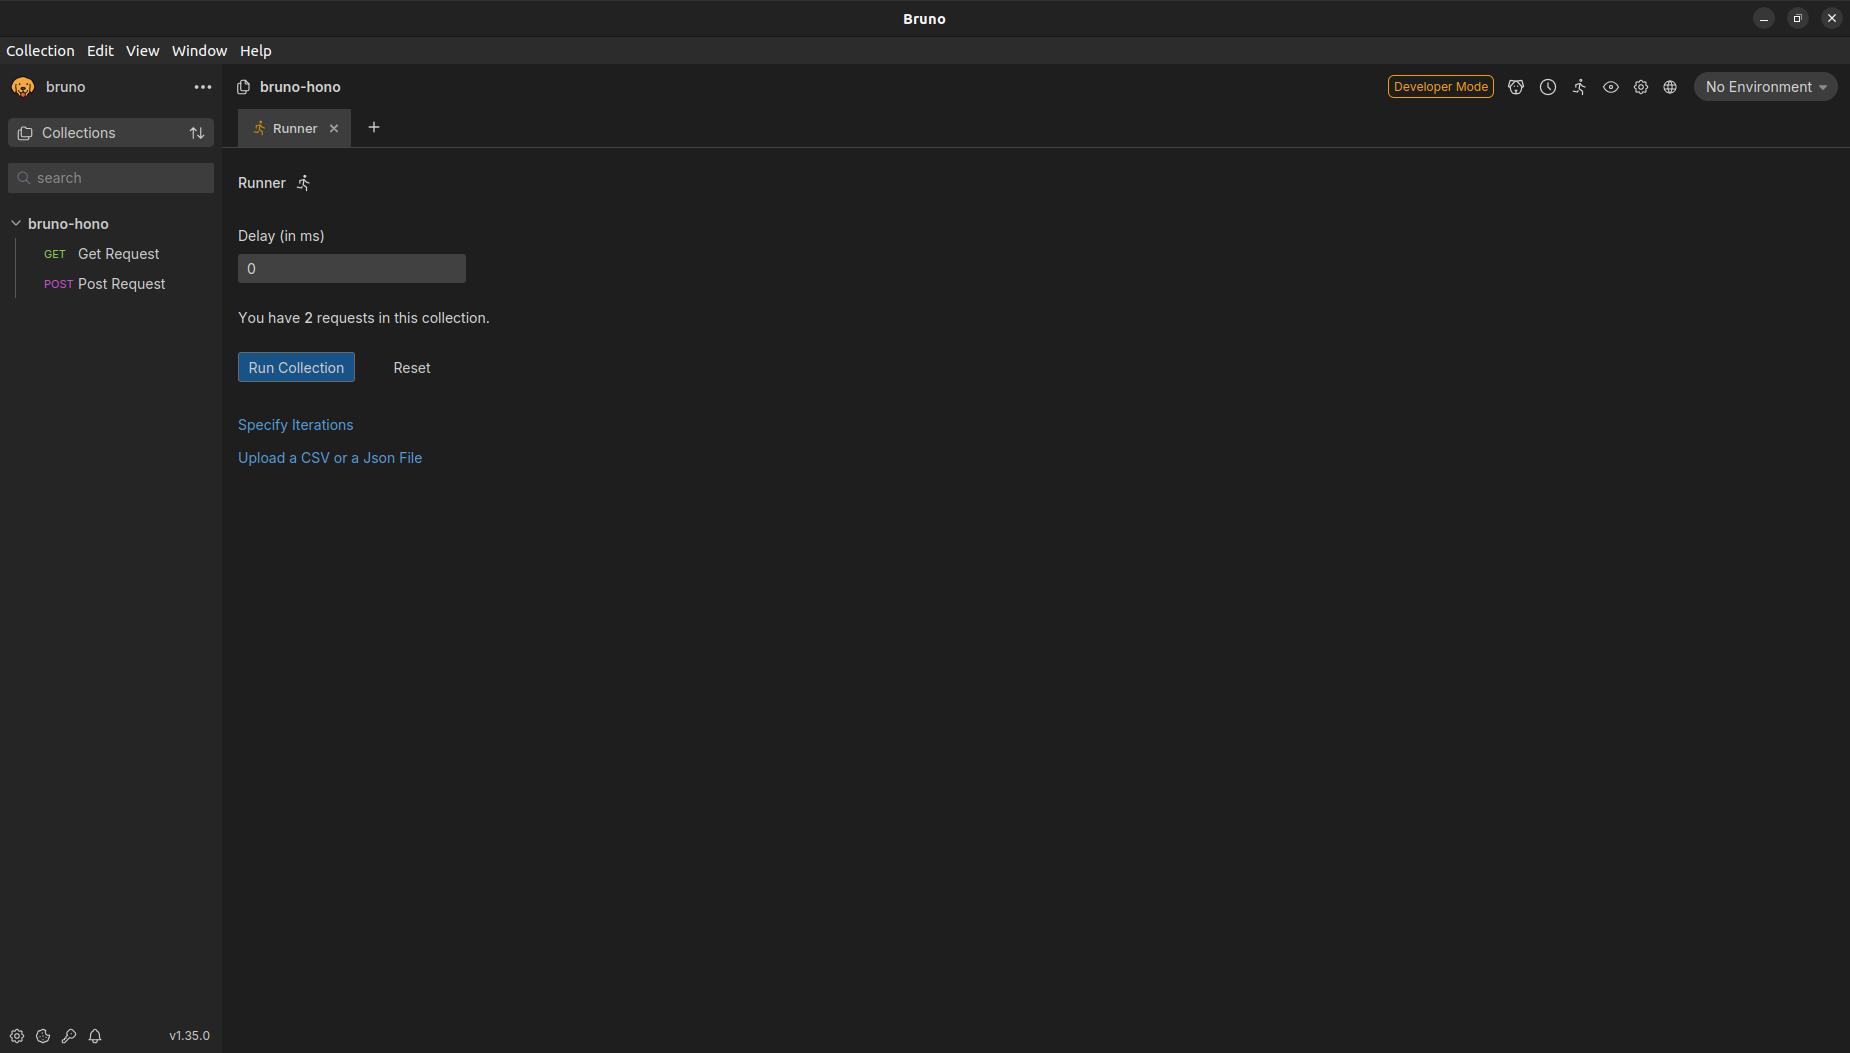 Bruno
Collection Edit View Window Help
bruno
bruno-hono
Developer Mode
No Environment
Collections
Runner
search
Runner
bruno-hono
Delay (in ms)
GET Get Request
0
POST Post Request
You have 2 requests in this collection.
Run Collection
Reset
Specify Iterations
Upload a CSV or a Json File
v1.35.0